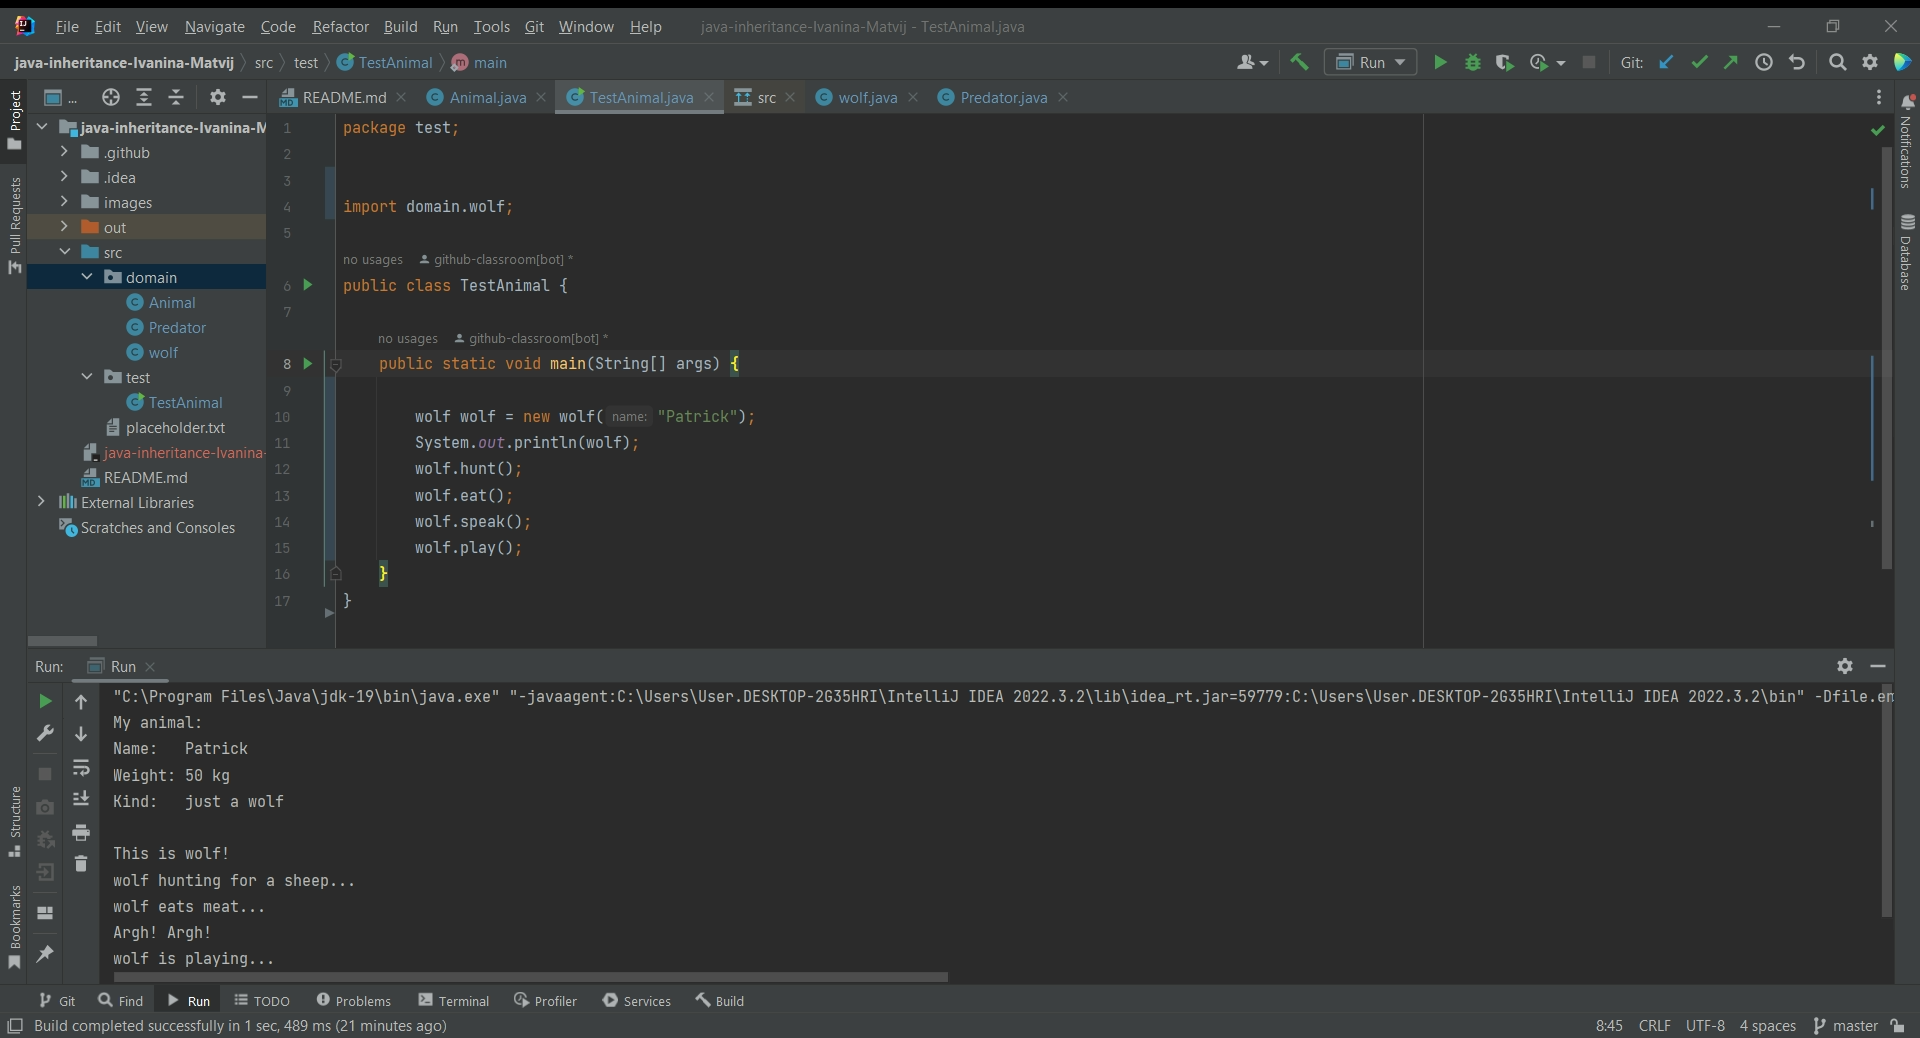 File Edit View Navigate Code Refactor Build Run Tools Git Window Help java-inheritance-Ivanina-Matvij - TestAnimal.java
java-inheritance-Ivanina-Matvij src test TestAnimal main Run Git:
Project
Pull Requests
Structure
Bookmarks
... README.md Animal.java TestAnimal.java src wolf.java Predator.java
java-inheritance-Ivanina-M
.github
.idea
images
out
src
domain
Animal
Predator
wolf
test
TestAnimal
placeholder.txt
java-inheritance-Ivanina-
README.md
External Libraries
Scratches and Consoles
1 package test;
2
3
4 import domain.wolf;
5
no usages github-classroom[bot] *
6 public class TestAnimal {
7
no usages github-classroom[bot] *
8 public static void main(String[] args) {
9
10 wolf wolf = new wolf( name: "Patrick");
11 System.out.println(wolf);
12 wolf.hunt();
13 wolf.eat();
14 wolf.speak();
15 wolf.play();
16 }
17 }
Notifications
Database
Run: Run
"C:\Program Files\Java\jdk-19\bin\java.exe" "-javaagent:C:\Users\User.DESKTOP-2G35HRI\IntelliJ IDEA 2022.3.2\lib\idea_rt.jar=59779:C:\Users\User.DESKTOP-2G35HRI\IntelliJ IDEA 2022.3.2\bin" -Dfile.en
My animal:
Name: Patrick
Weight: 50 kg
Kind: just a wolf
This is wolf!
wolf hunting for a sheep...
wolf eats meat...
Argh! Argh!
wolf is playing...
Git Find Run TODO Problems Terminal Profiler Services Build
Build completed successfully in 1 sec, 489 ms (21 minutes ago) 8:45 CRLF UTF-8 4 spaces master